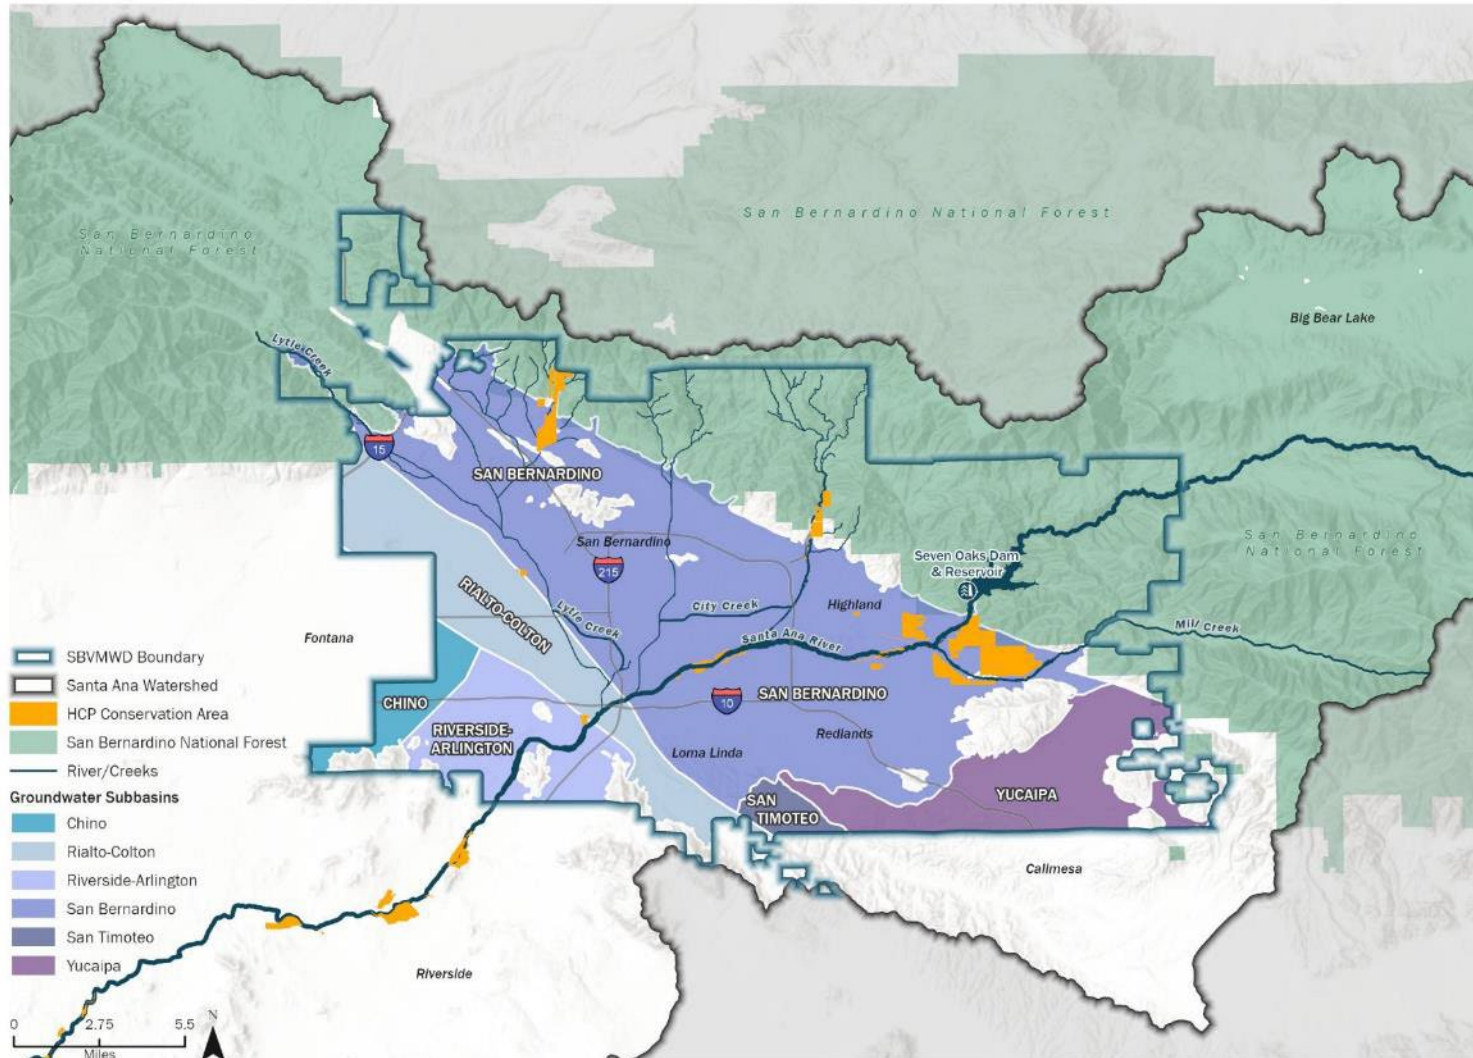 San Bernardino National Forest
San Bernardino
National Forest
Big Bear Lake
Lytle Creek
15
SAN BERNARDINO
San Bernardino
215
Seven Oaks Dam
& Reservoir
San Bernardino
National Forest
RIALTO-COLTON
Lytle Creek
City Creek
Highland
Santa Ana River
Mill Creek
Fontana
CHINO
RIVERSIDE-
ARLINGTON
SAN BERNARDINO
10
Loma Linda
Redlands
SAN
TIMOTEO
YUCAIPA
Calimesa
Riverside
SBVMWD Boundary
Santa Ana Watershed
HCP Conservation Area
San Bernardino National Forest
River/Creeks
Groundwater Subbasins
Chino
Rialto-Colton
Riverside-Arlington
San Bernardino
San Timoteo
Yucaipa
0 2.75 5.5
Miles
N